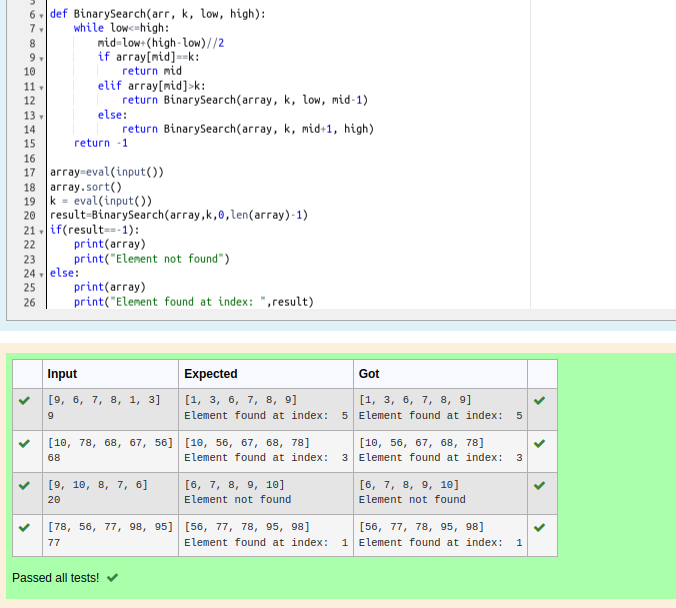 5
6 def BinarySearch(arr, k, low, high):
7     while low<=high:
8         mid=low+(high-low)//2
9         if array[mid]==k:
10             return mid
11         elif array[mid]>k:
12             return BinarySearch(array, k, low, mid-1)
13         else:
14             return BinarySearch(array, k, mid+1, high)
15     return -1
16
17 array=eval(input())
18 array.sort()
19 k = eval(input())
20 result=BinarySearch(array,k,0,len(array)-1)
21 if(result==-1):
22     print(array)
23     print("Element not found")
24 else:
25     print(array)
26     print("Element found at index: ",result)
Input Expected Got
[9, 6, 7, 8, 1, 3] [1, 3, 6, 7, 8, 9] [1, 3, 6, 7, 8, 9]
9 Element found at index:  5 Element found at index:  5
[10, 78, 68, 67, 56] [10, 56, 67, 68, 78] [10, 56, 67, 68, 78]
68 Element found at index:  3 Element found at index:  3
[9, 10, 8, 7, 6] [6, 7, 8, 9, 10] [6, 7, 8, 9, 10]
20 Element not found Element not found
[78, 56, 77, 98, 95] [56, 77, 78, 95, 98] [56, 77, 78, 95, 98]
77 Element found at index:  1 Element found at index:  1
Passed all tests!